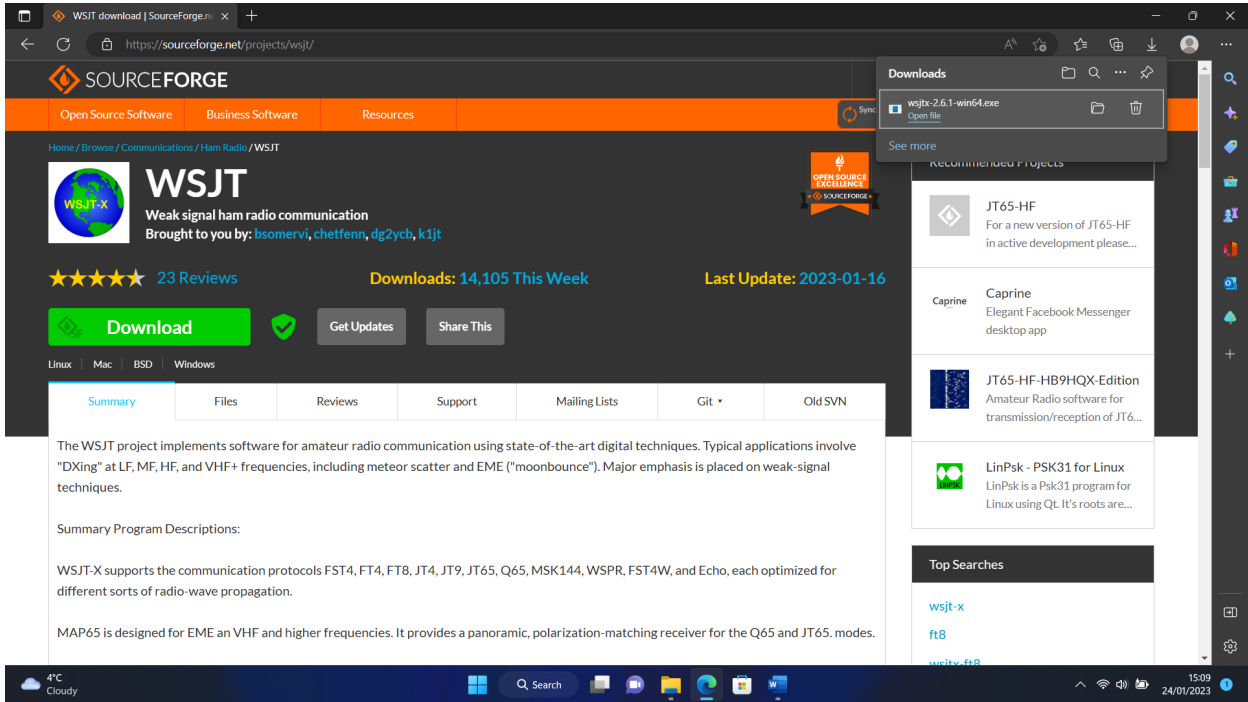 WSJT download | SourceForge.ne
https://sourceforge.net/projects/wsjt/
SOURCEFORGE
Downloads
wsjtx-2.6.1-win64.exe
Open file
See more
Open Source Software
Business Software
Resources
Sync
Home / Browse / Communications / Ham Radio / WSJT
WSJT-X
WSJT
Weak signal ham radio communication
Brought to you by: bsomervi, chetfenn, dg2ycb, k1jt
OPEN SOURCE
EXCELLENCE
SOURCEFORGE
23 Reviews
Downloads: 14,105 This Week
Last Update: 2023-01-16
Download
SF
Get Updates
Share This
Linux
Mac
BSD
Windows
Summary
Files
Reviews
Support
Mailing Lists
Git
Old SVN
The WSJT project implements software for amateur radio communication using state-of-the-art digital techniques. Typical applications involve
"DXing" at LF, MF, HF, and VHF+ frequencies, including meteor scatter and EME ("moonbounce"). Major emphasis is placed on weak-signal
techniques.
Summary Program Descriptions:
WSJT-X supports the communication protocols FST4, FT4, FT8, JT4, JT9, JT65, Q65, MSK144, WSPR, FST4W, and Echo, each optimized for
different sorts of radio-wave propagation.
MAP65 is designed for EME an VHF and higher frequencies. It provides a panoramic, polarization-matching receiver for the Q65 and JT65. modes.
Recommended Projects
JT65-HF
For a new version of JT65-HF
in active development please...
Caprine
Caprine
Elegant Facebook Messenger
desktop app
JT65-HF-HB9HQX-Edition
Amateur Radio software for
transmission/reception of JT6...
LINPSK
LinPsk - PSK31 for Linux
LinPsk is a Psk31 program for
Linux using Qt. It's roots are...
Top Searches
wsjt-x
ft8
wsjtx-ft8
4°C
Cloudy
Search
15:09
24/01/2023
1